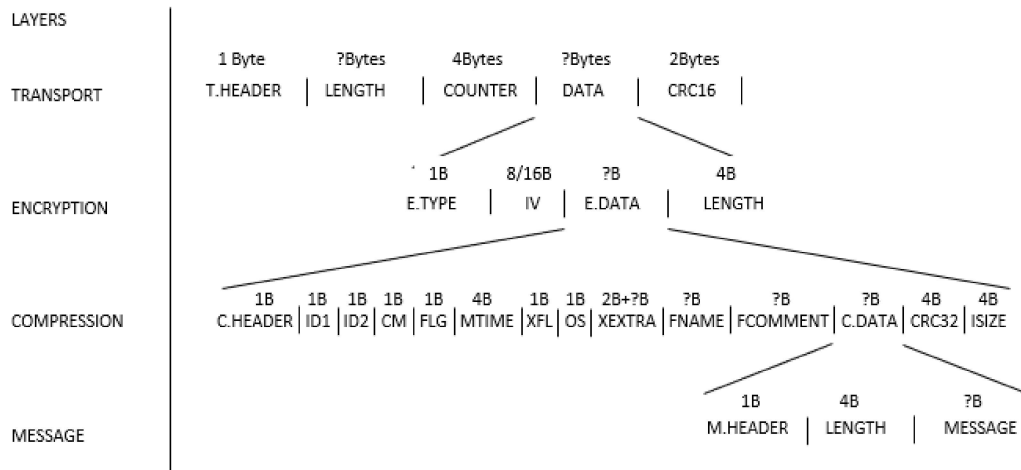 LAYERS
1 Byte ?Bytes 4Bytes ?Bytes 2Bytes
TRANSPORT T.HEADER LENGTH COUNTER DATA CRC16
1B 8/16B ?B 4B
ENCRYPTION E.TYPE IV E.DATA LENGTH
1B 1B 1B 1B 1B 4B 1B 1B 2B+?B ?B ?B ?B 4B 4B
COMPRESSION C.HEADER ID1 ID2 CM FLG MTIME XFL OS XEXTRA FNAME FCOMMENT C.DATA CRC32 ISIZE
1B 4B ?B
MESSAGE M.HEADER LENGTH MESSAGE